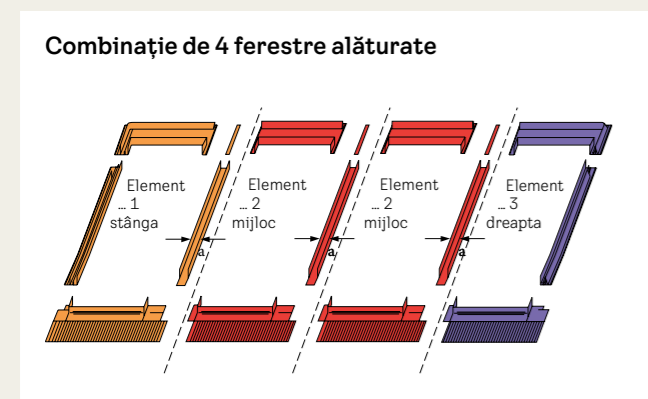 Combinație de 4 ferestre alăturate
Element
... 1
stânga
Element
... 2
mijloc
Element
... 2
mijloc
Element
... 3
dreapta
a
a
a